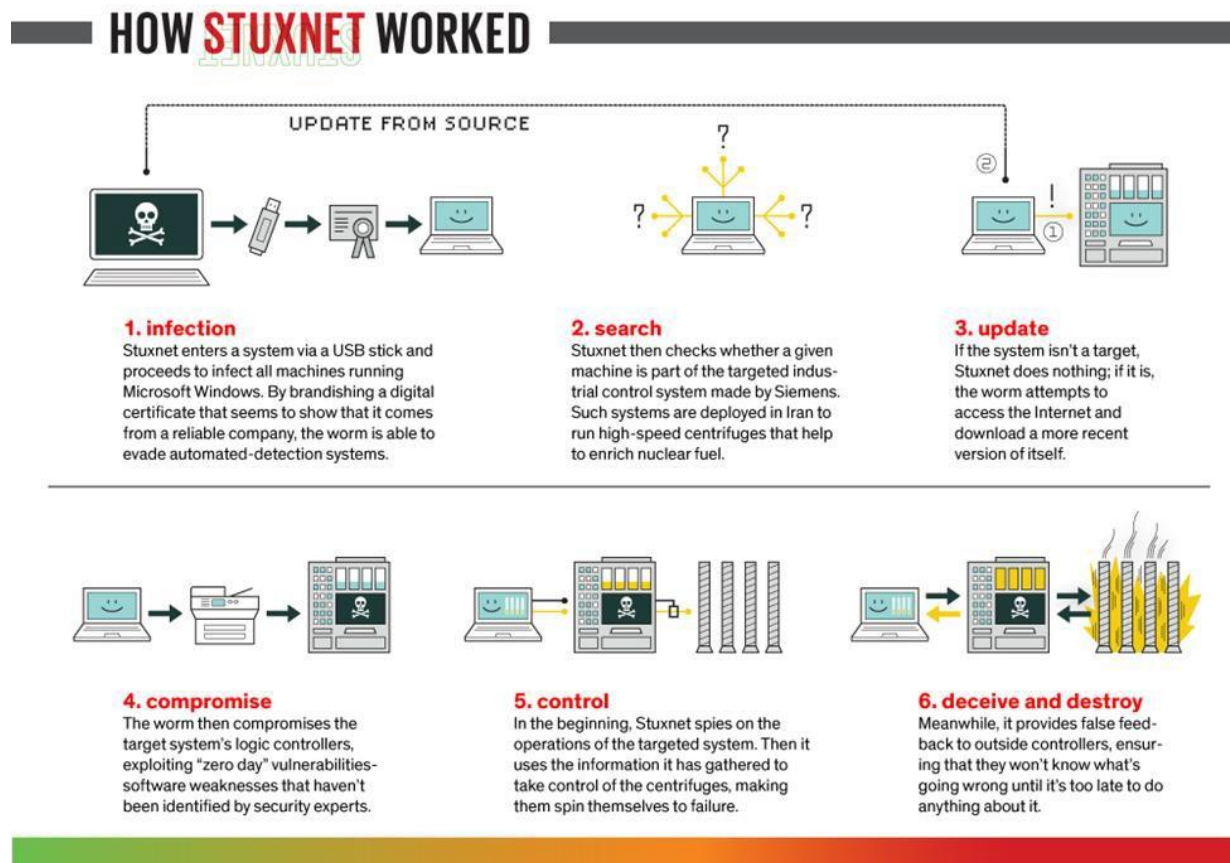 HOW STUXNET WORKED
STUXNET
UPDATE FROM SOURCE
?
?
?
②
!
①
1. infection
Stuxnet enters a system via a USB stick and
proceeds to infect all machines running
Microsoft Windows. By brandishing a digital
certificate that seems to show that it comes
from a reliable company, the worm is able to
evade automated-detection systems.
2. search
Stuxnet then checks whether a given
machine is part of the targeted indus-
trial control system made by Siemens.
Such systems are deployed in Iran to
run high-speed centrifuges that help
to enrich nuclear fuel.
3. update
If the system isn't a target,
Stuxnet does nothing; if it is,
the worm attempts to
access the Internet and
download a more recent
version of itself.
4. compromise
The worm then compromises the
target system's logic controllers,
exploiting "zero day" vulnerabilities-
software weaknesses that haven't
been identified by security experts.
5. control
In the beginning, Stuxnet spies on the
operations of the targeted system. Then it
uses the information it has gathered to
take control of the centrifuges, making
them spin themselves to failure.
6. deceive and destroy
Meanwhile, it provides false feed-
back to outside controllers, ensur-
ing that they won't know what's
going wrong until it's too late to do
anything about it.